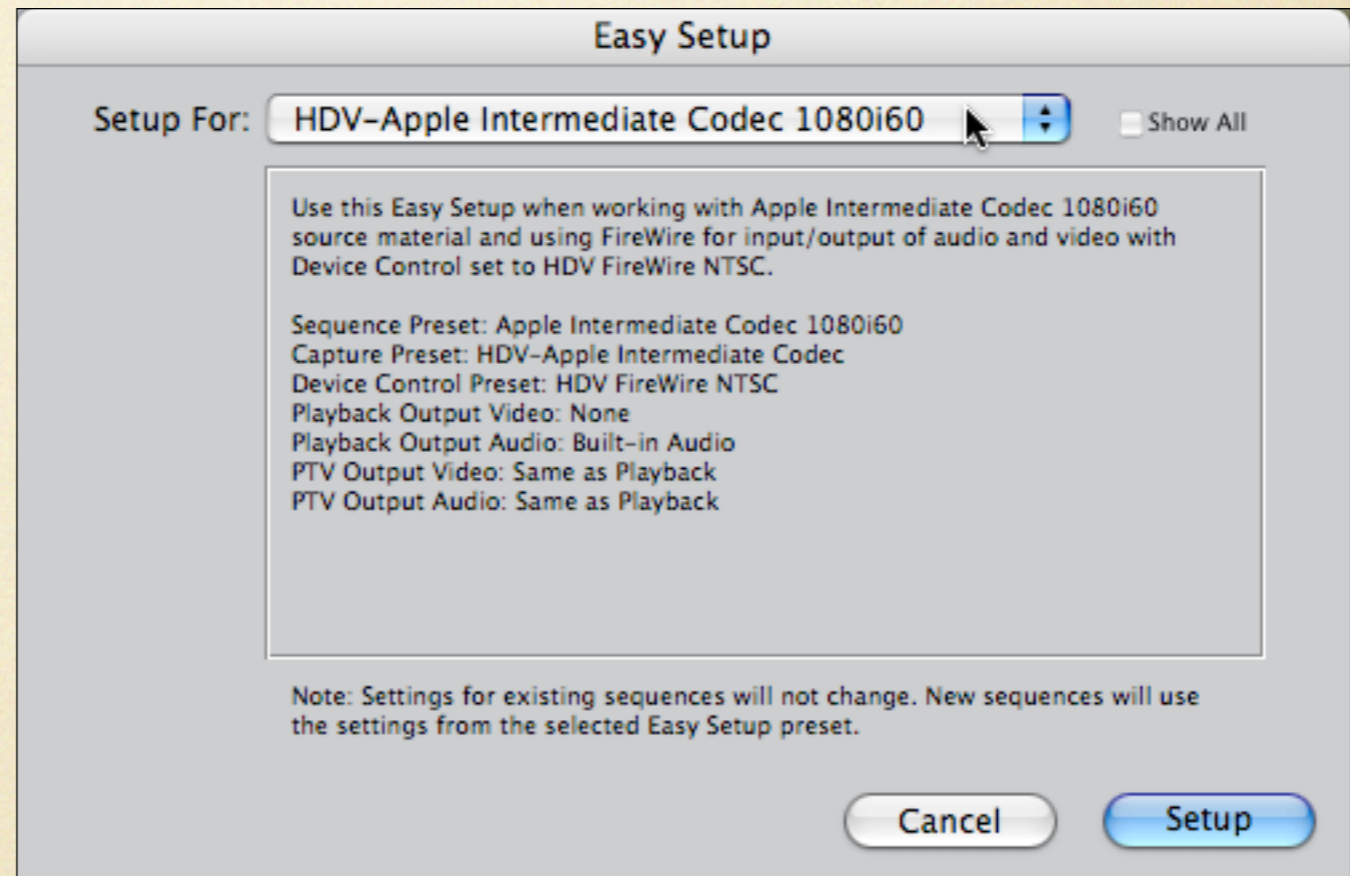 Easy Setup
Setup For: HDV-Apple Intermediate Codec 1080i60 Show All
Use this Easy Setup when working with Apple Intermediate Codec 1080i60
source material and using FireWire for input/output of audio and video with
Device Control set to HDV FireWire NTSC.
Sequence Preset: Apple Intermediate Codec 1080i60
Capture Preset: HDV-Apple Intermediate Codec
Device Control Preset: HDV FireWire NTSC
Playback Output Video: None
Playback Output Audio: Built-in Audio
PTV Output Video: Same as Playback
PTV Output Audio: Same as Playback
Note: Settings for existing sequences will not change. New sequences will use
the settings from the selected Easy Setup preset.
Cancel Setup